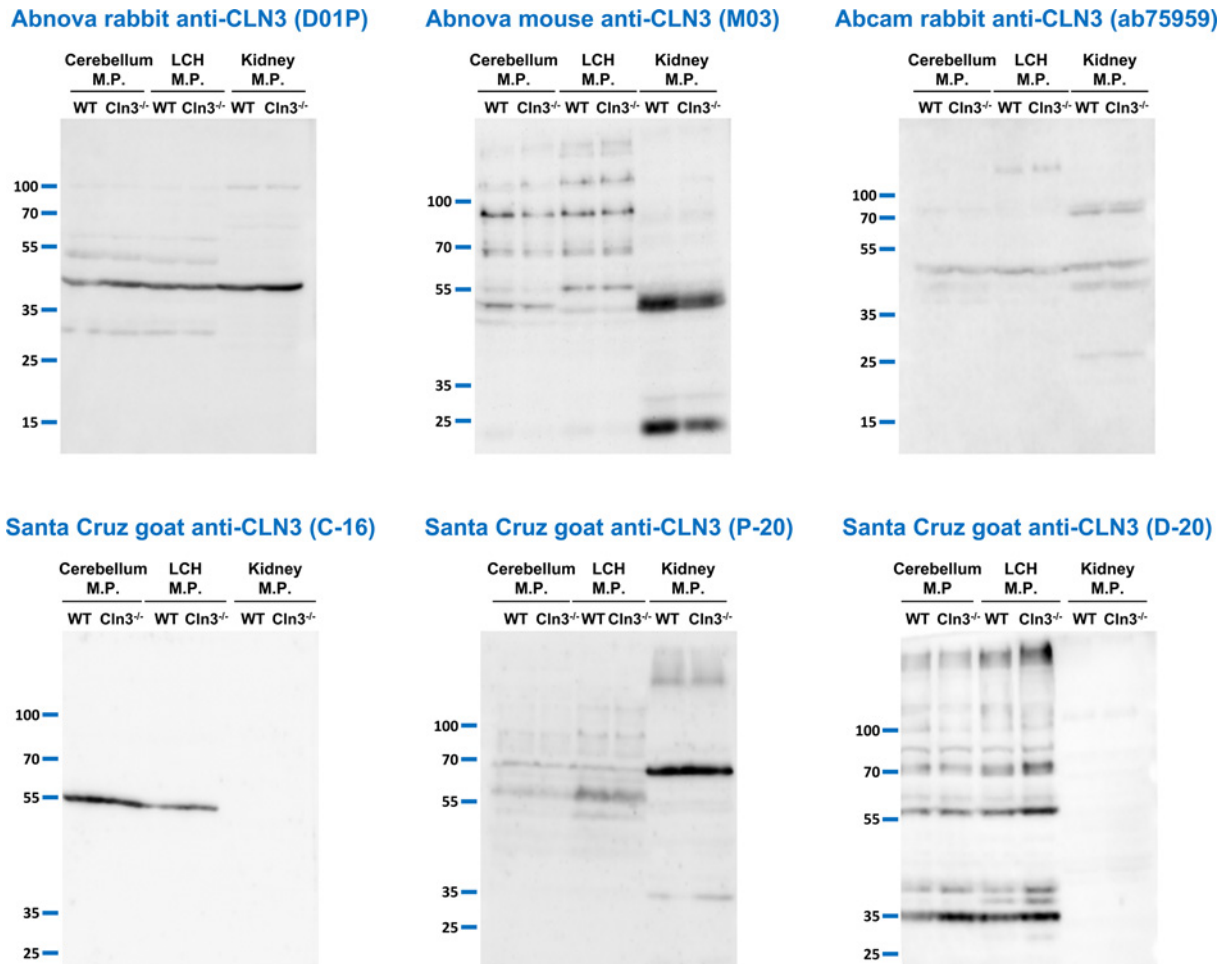 Abnova rabbit anti-CLN3 (D01P)
Cerebellum LCH Kidney
M.P. M.P. M.P.
WT Cln3-/- WT Cln3-/- WT Cln3-/-
100
70
55
35
25
15
Abnova mouse anti-CLN3 (M03)
Cerebellum LCH Kidney
M.P. M.P. M.P.
WT Cln3-/- WT Cln3-/- WT Cln3-/-
100
70
55
35
25
Abcam rabbit anti-CLN3 (ab75959)
Cerebellum LCH Kidney
M.P. M.P. M.P.
WT Cln3-/- WT Cln3-/- WT Cln3-/-
100
70
55
35
25
15
Santa Cruz goat anti-CLN3 (C-16)
Cerebellum LCH Kidney
M.P. M.P. M.P.
WT Cln3-/- WT Cln3-/- WT Cln3-/-
100
70
55
35
25
Santa Cruz goat anti-CLN3 (P-20)
Cerebellum LCH Kidney
M.P. M.P. M.P.
WT Cln3-/- WT Cln3-/- WT Cln3-/-
100
70
55
35
25
Santa Cruz goat anti-CLN3 (D-20)
Cerebellum LCH Kidney
M.P M.P. M.P.
WT Cln3-/- WT Cln3-/- WT Cln3-/-
100
70
55
35
25